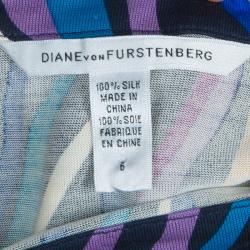 DIANE VON FURSTENBERG
100% SILK
MADE IN
CHINA
100% SOIE
FABRIQUE
EN CHINE
6